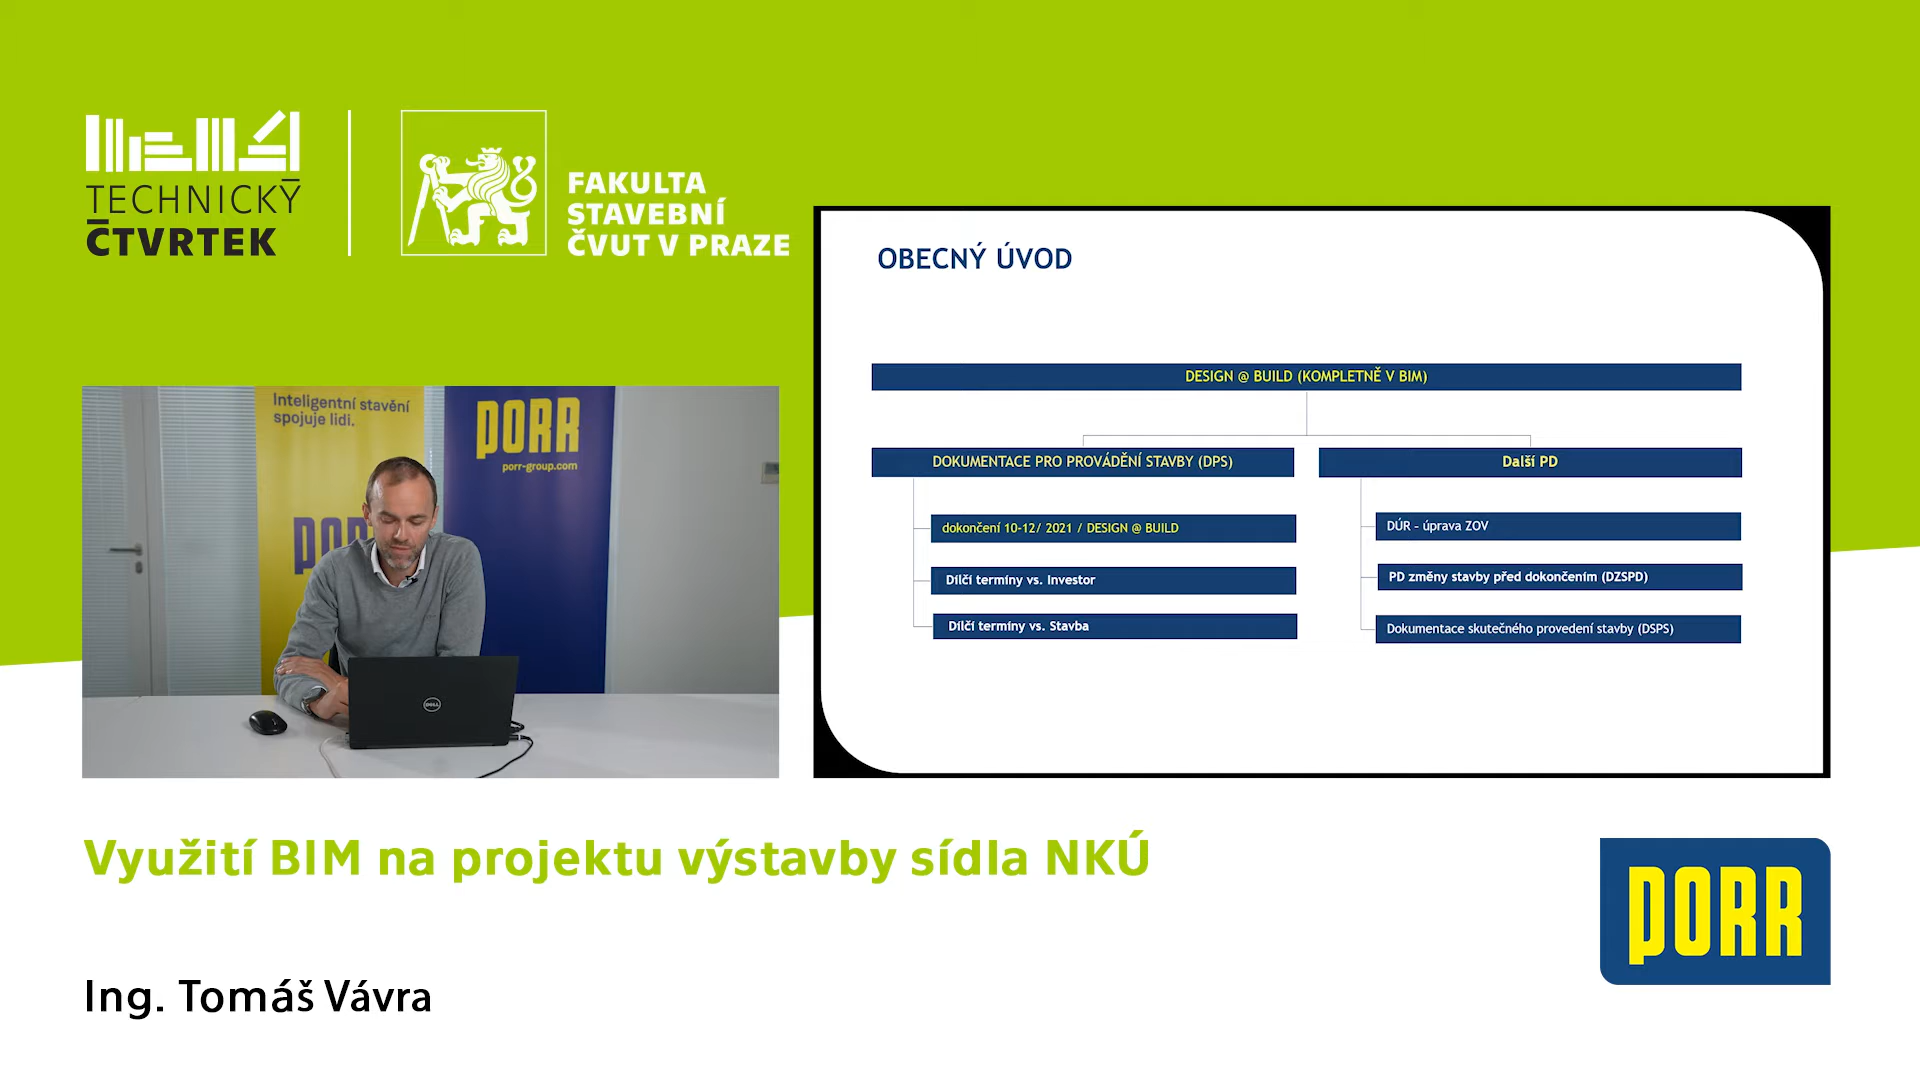 TECHNICKÝ
ČTVRTEK
FAKULTA
STAVEBNÍ
ČVUT V PRAZE
OBECNÝ ÚVOD
DESIGN @ BUILD (KOMPLETNĚ V BIM)
DOKUMENTACE PRO PROVÁDĚNÍ STAVBY (DPS)
Další PD
dokončení 10-12/ 2021 / DESIGN @ BUILD
DÚR - úprava ZOV
Dílčí termíny vs. Investor
PD změny stavby před dokončením (DZSPD)
Dílčí termíny vs. Stavba
Dokumentace skutečného provedení stavby (DSPS)
Inteligentní stavění
spojuje lidi.
PORR
porr-group.com
DELL
Využití BIM na projektu výstavby sídla NKÚ
PORR
Ing. Tomáš Vávra